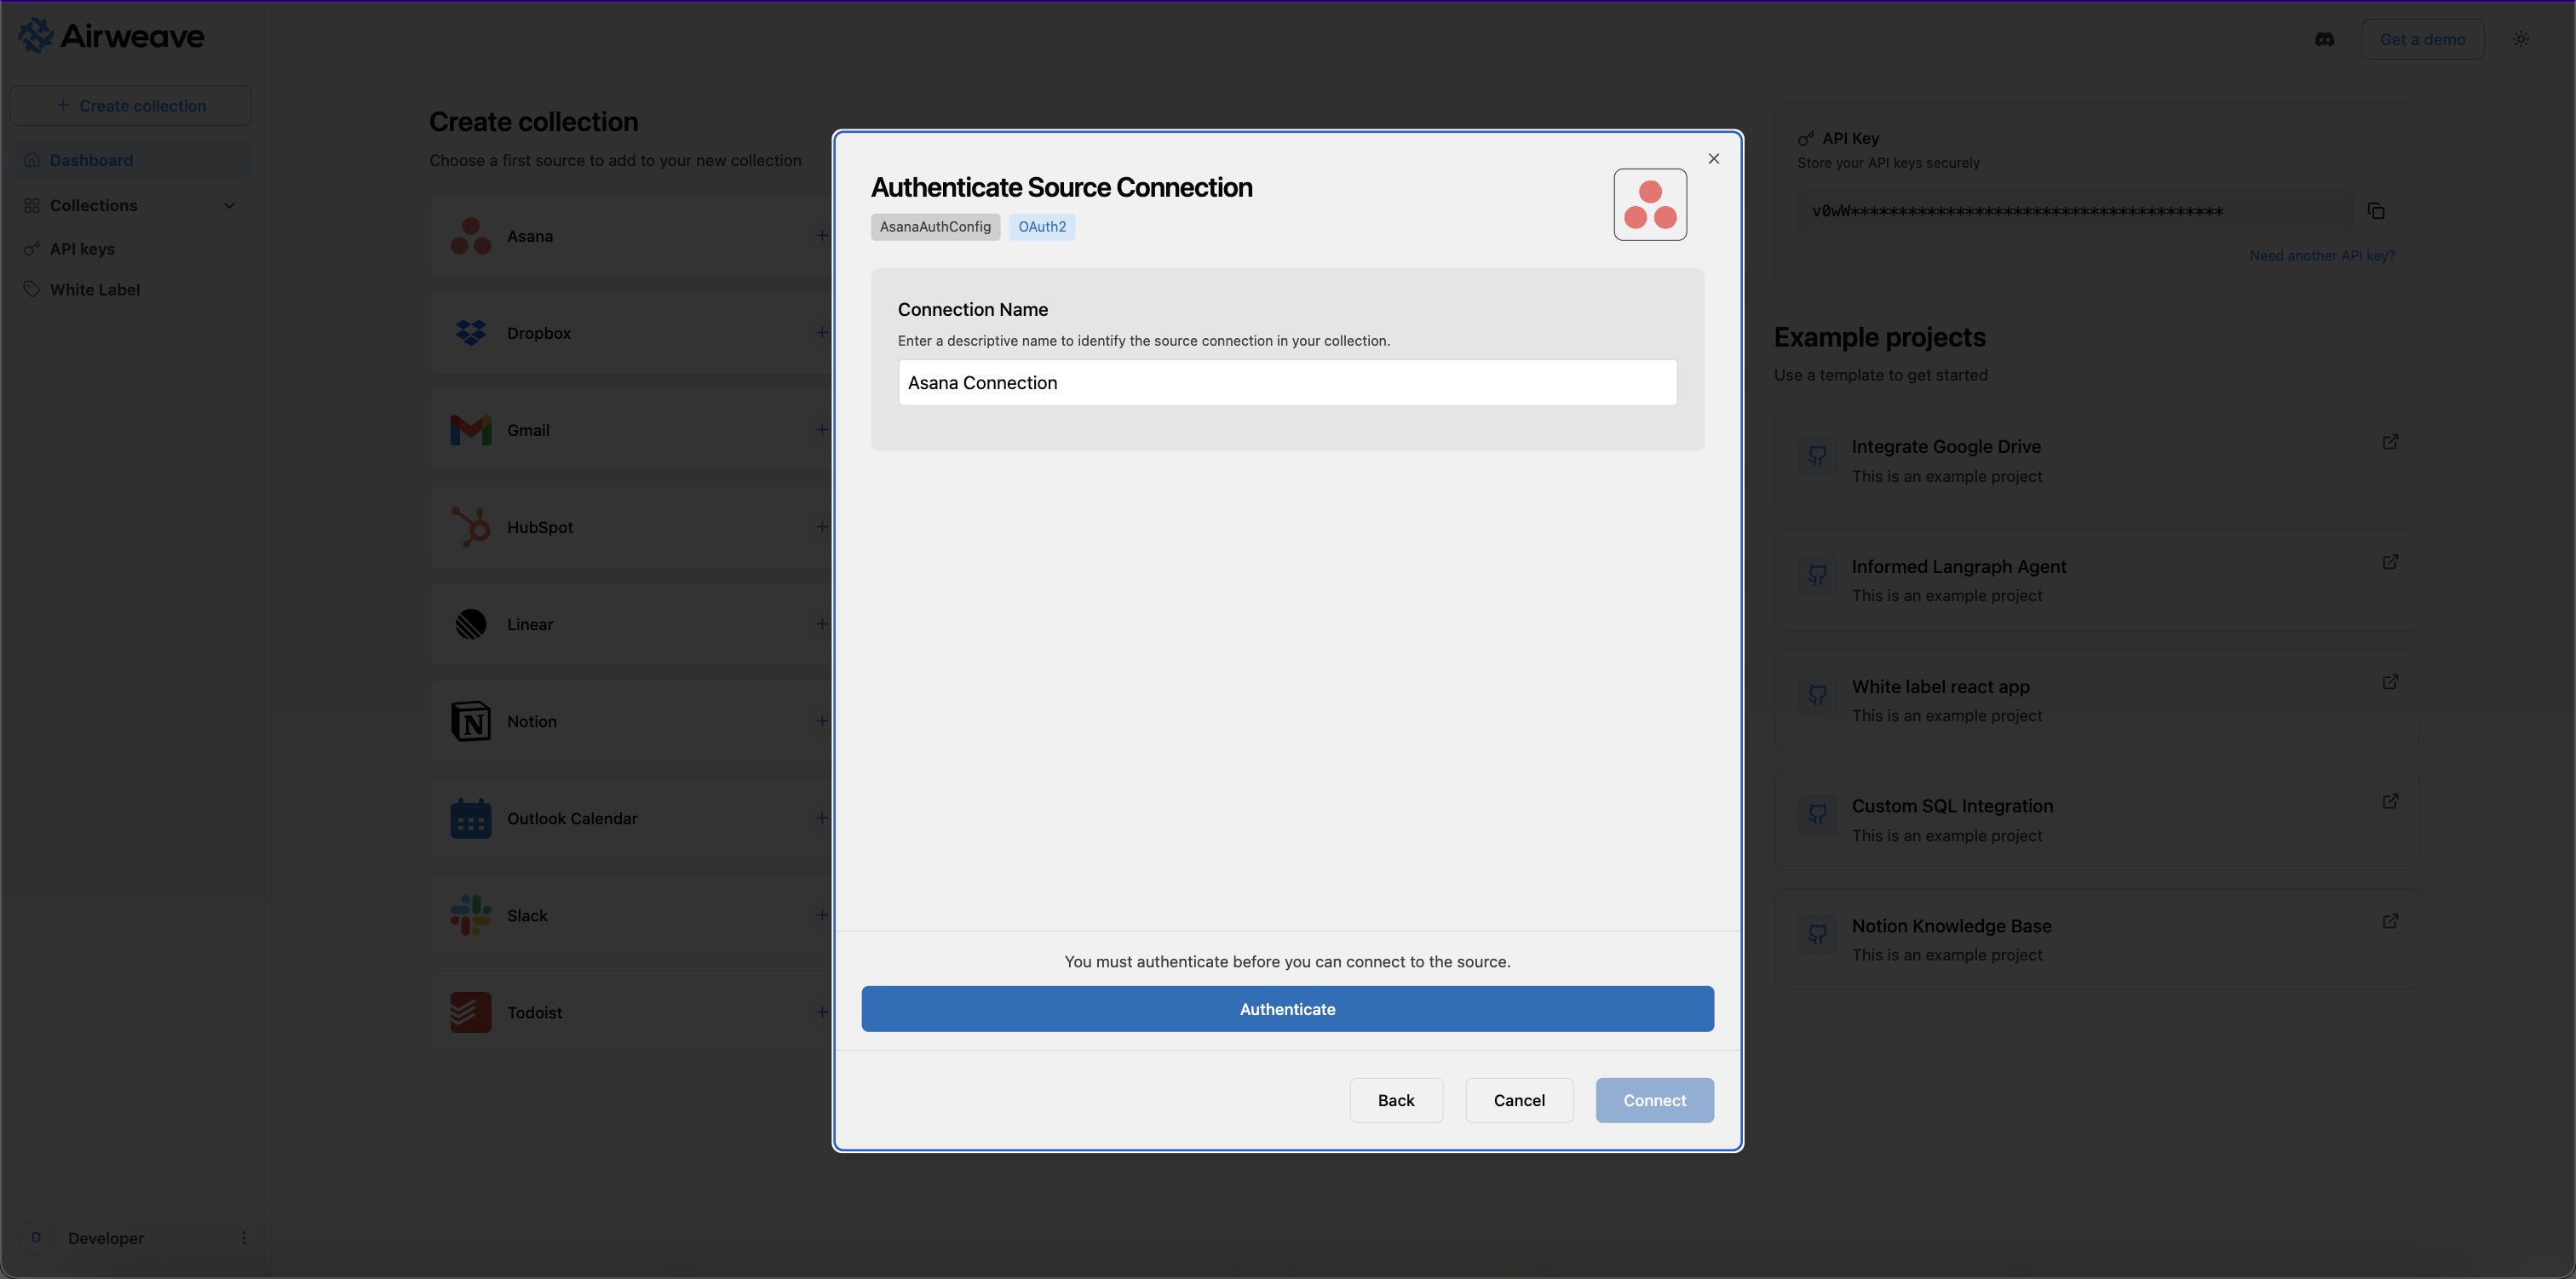 Airweave
Get a demo
Create collection
Dashboard
Collections
API keys
White Label
Developer
D
Create collection
Choose a first source to add to your new collection
Asana
Dropbox
Gmail
HubSpot
Linear
Notion
Outlook Calendar
Slack
Todoist
Authenticate Source Connection
AsanaAuthConfig OAuth2
Connection Name
Enter a descriptive name to identify the source connection in your collection.
Asana Connection
You must authenticate before you can connect to the source.
Authenticate
Back Cancel Connect
API Key
Store your API keys securely
v0wW***************************************
Need another API key?
Example projects
Use a template to get started
Integrate Google Drive
This is an example project
Informed Langraph Agent
This is an example project
White label react app
This is an example project
Custom SQL Integration
This is an example project
Notion Knowledge Base
This is an example project